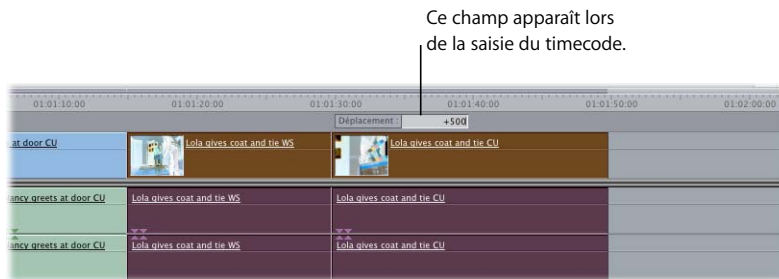 Ce champ apparaît lors
de la saisie du timecode.
01:01:10:00 01:01:20:00 01:01:30:00 01:01:40:00 01:01:50:00 01:02:00:00
Déplacement : +500
at door CU Lola gives coat and tie WS Lola gives coat and tie CU
ancy greets at door CU Lola gives coat and tie WS Lola gives coat and tie CU
ancy greets at door CU Lola gives coat and tie WS Lola gives coat and tie CU